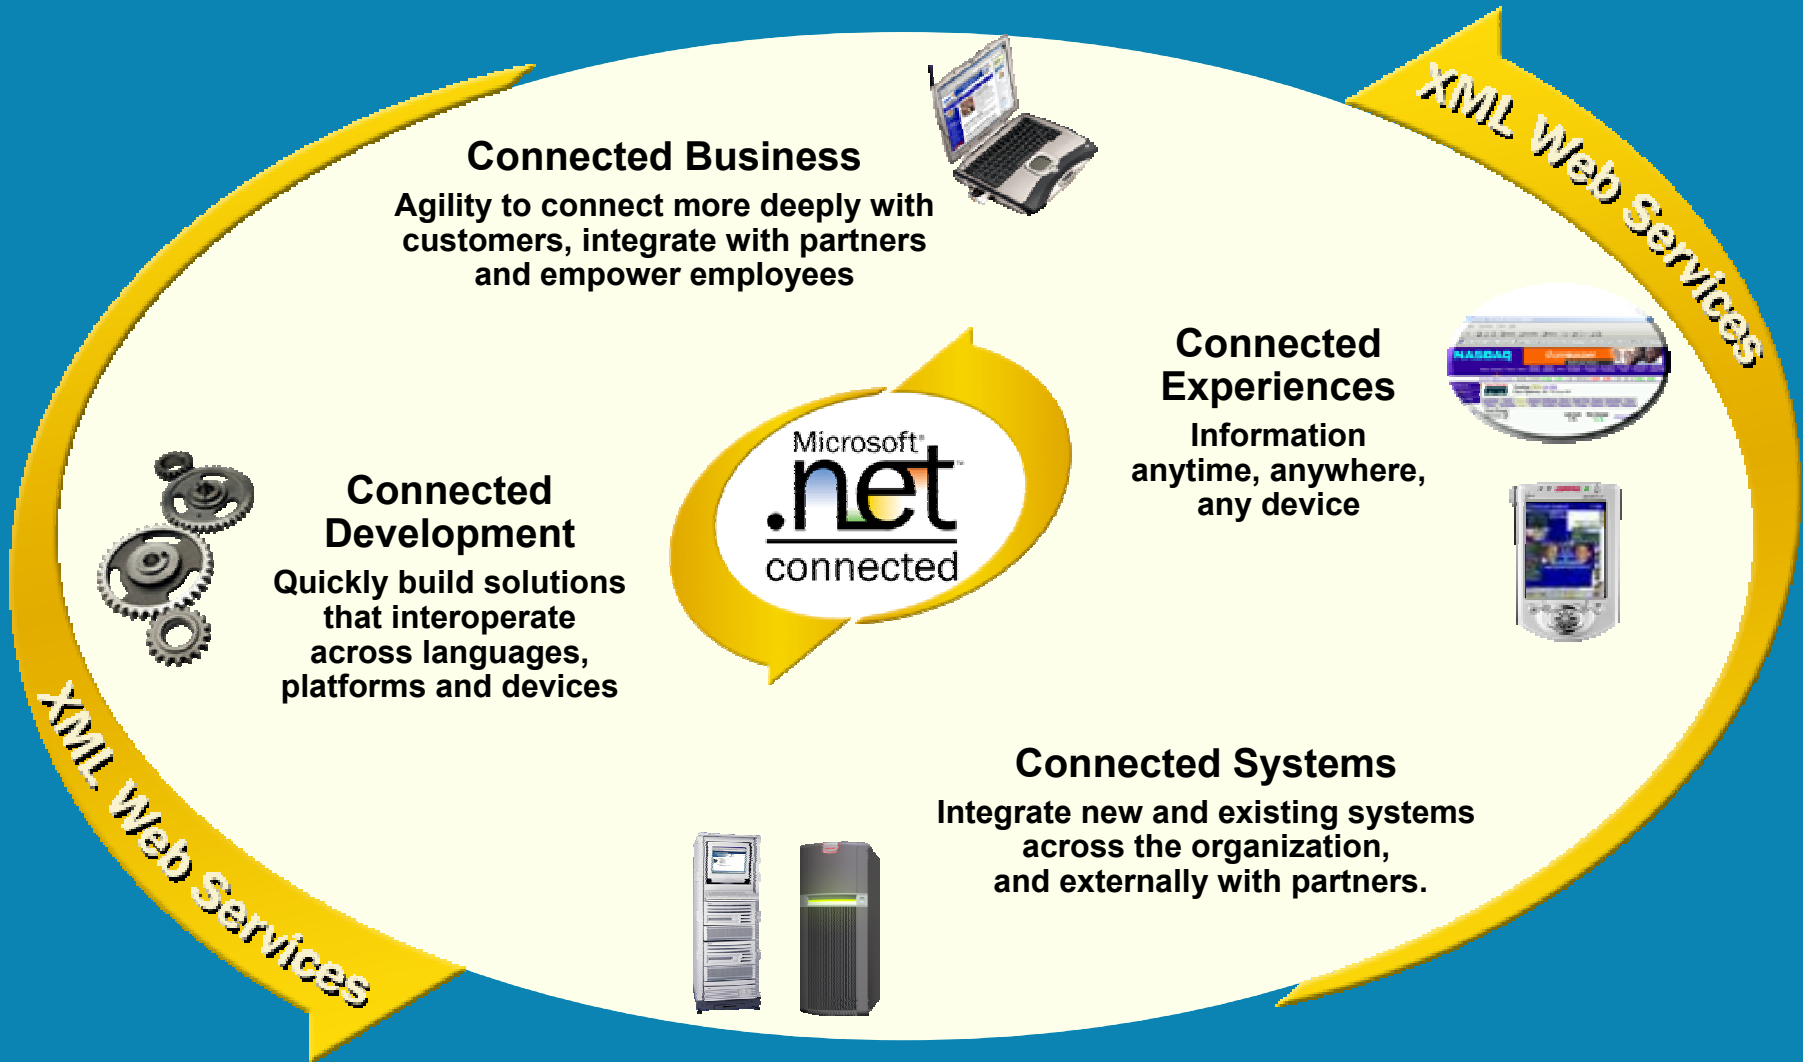 XML Web Services
Connected Business
Agility to connect more deeply with
customers, integrate with partners
and empower employees
Connected
Experiences
Information
anytime, anywhere,
any device
NASDAQ
Microsoft®
.net™
connected
Connected
Development
Quickly build solutions
that interoperate
across languages,
platforms and devices
Connected Systems
Integrate new and existing systems
across the organization,
and externally with partners.
XML Web Services